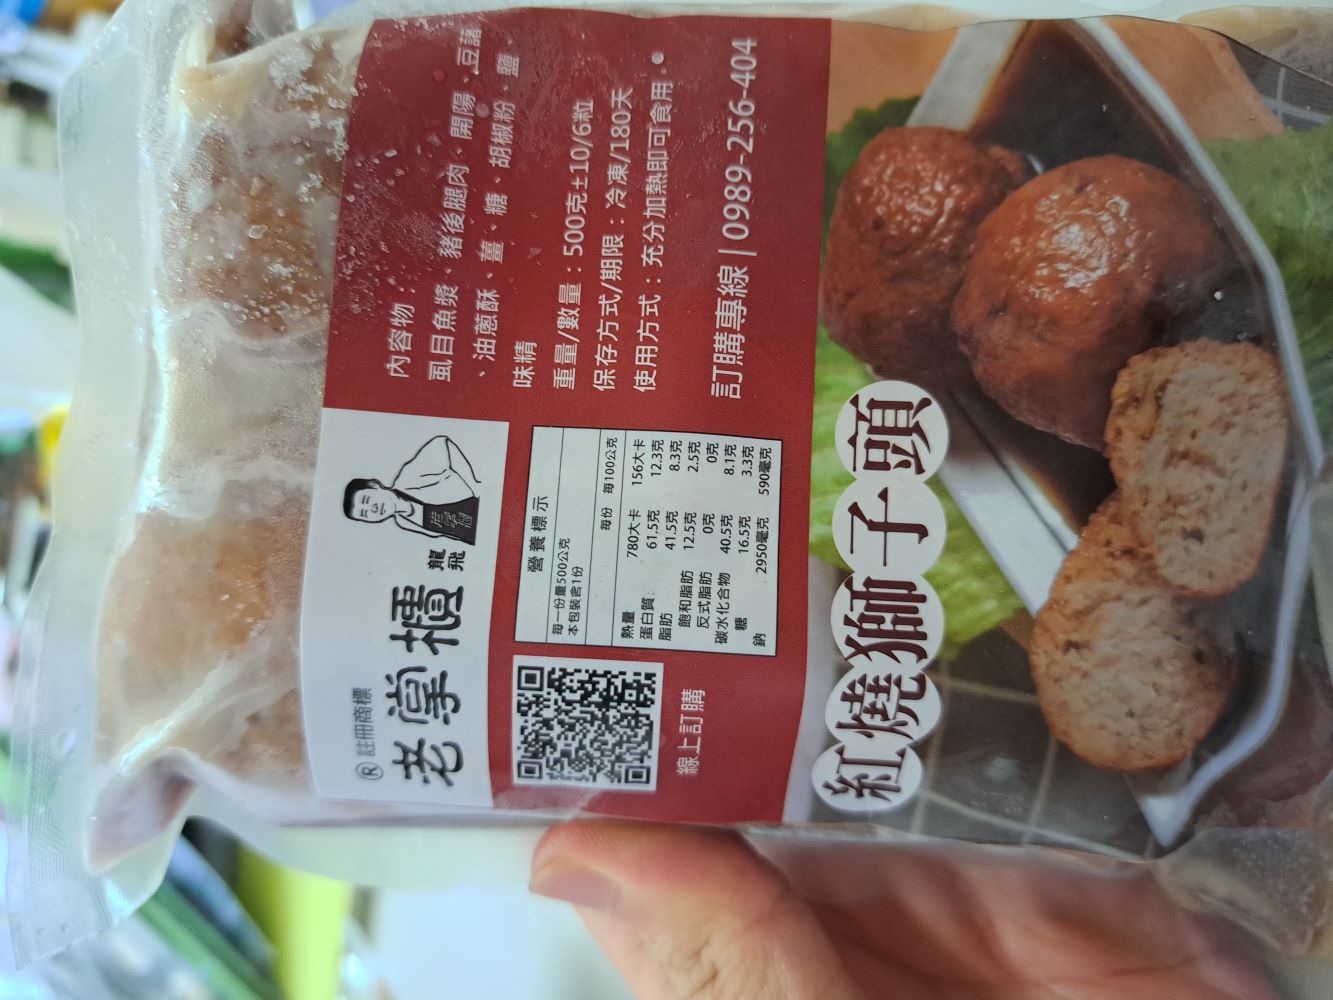 ® 註冊商標
老掌櫃
龍飛
老掌櫃
內容物：
虱目魚漿、豬後腿肉、開陽、豆藷
、油蔥酥、薑、糖、胡椒粉、鹽
味精
重量/數量：500克±10/6粒
保存方式/期限：冷凍/180天
使用方式：充分加熱即可食用。
訂購專線 | 0989-256-404
線上訂購
營養標示
每一份量500公克
本包裝含1份
每份 每100公克
熱量 780大卡 156大卡
蛋白質 61.5克 12.3克
脂肪 41.5克 8.3克
飽和脂肪 12.5克 2.5克
反式脂肪 0克 0克
碳水化合物 40.5克 8.1克
糖 16.5克 3.3克
鈉 2950毫克 590毫克
紅燒獅子頭